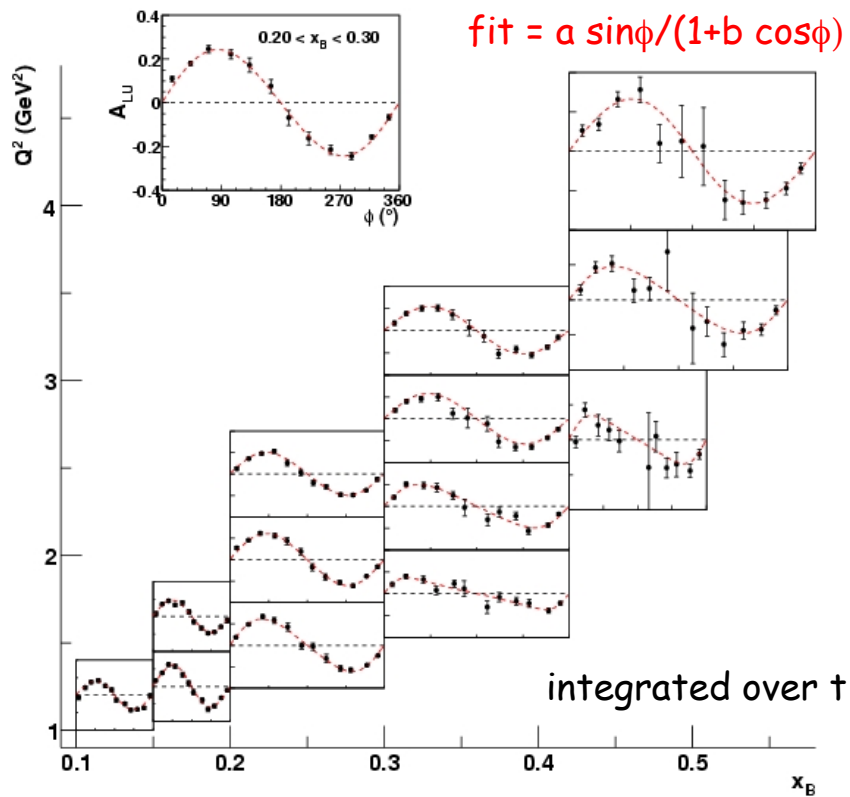 fit = a sinϕ/(1+b cosϕ)
0.4
0.20 < x_B < 0.30
0.2
A_LU
0
-0.2
-0.4
0 90 180 270 360
ϕ (°)
Q² (GeV²)
4
3
2
1
integrated over t
0.1 0.2 0.3 0.4 0.5
x_B